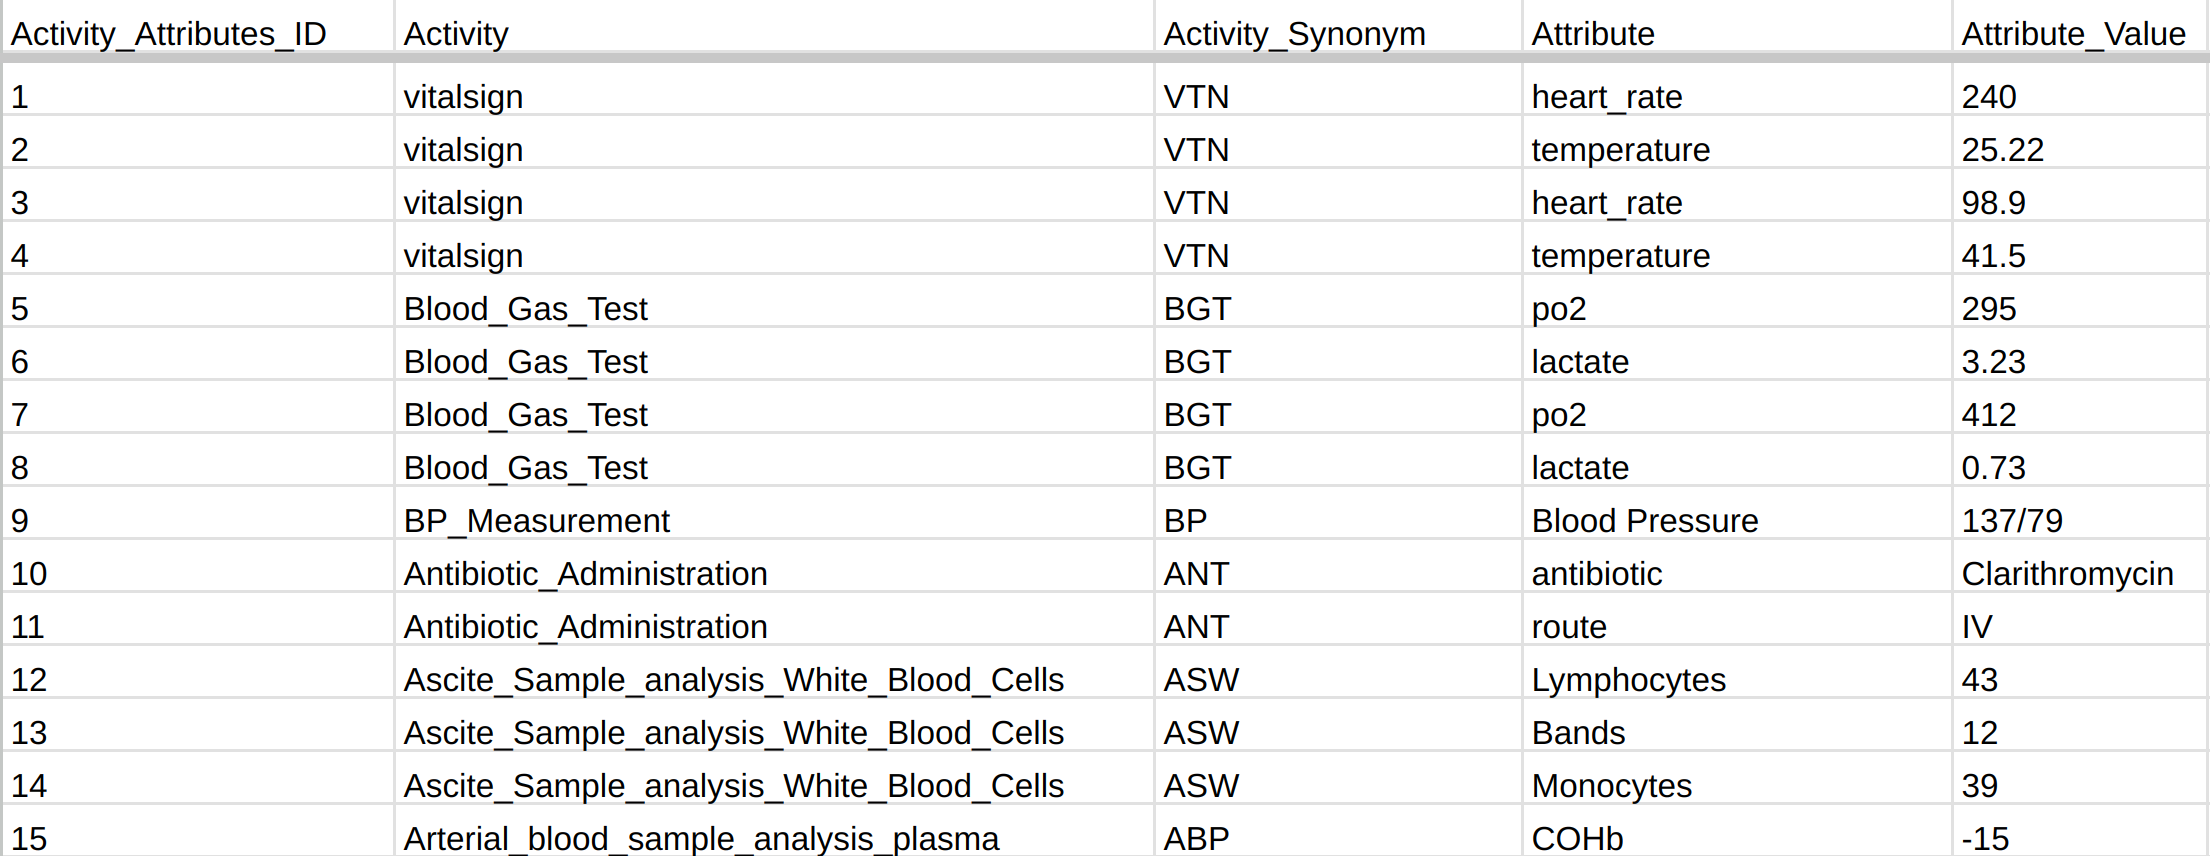 Activity_Attributes_ID Activity Activity_Synonym Attribute Attribute_Value
1 vitalsign VTN heart_rate 240
2 vitalsign VTN temperature 25.22
3 vitalsign VTN heart_rate 98.9
4 vitalsign VTN temperature 41.5
5 Blood_Gas_Test BGT po2 295
6 Blood_Gas_Test BGT lactate 3.23
7 Blood_Gas_Test BGT po2 412
8 Blood_Gas_Test BGT lactate 0.73
9 BP_Measurement BP Blood Pressure 137/79
10 Antibiotic_Administration ANT antibiotic Clarithromycin
11 Antibiotic_Administration ANT route IV
12 Ascite_Sample_analysis_White_Blood_Cells ASW Lymphocytes 43
13 Ascite_Sample_analysis_White_Blood_Cells ASW Bands 12
14 Ascite_Sample_analysis_White_Blood_Cells ASW Monocytes 39
15 Arterial_blood_sample_analysis_plasma ABP COHb -15